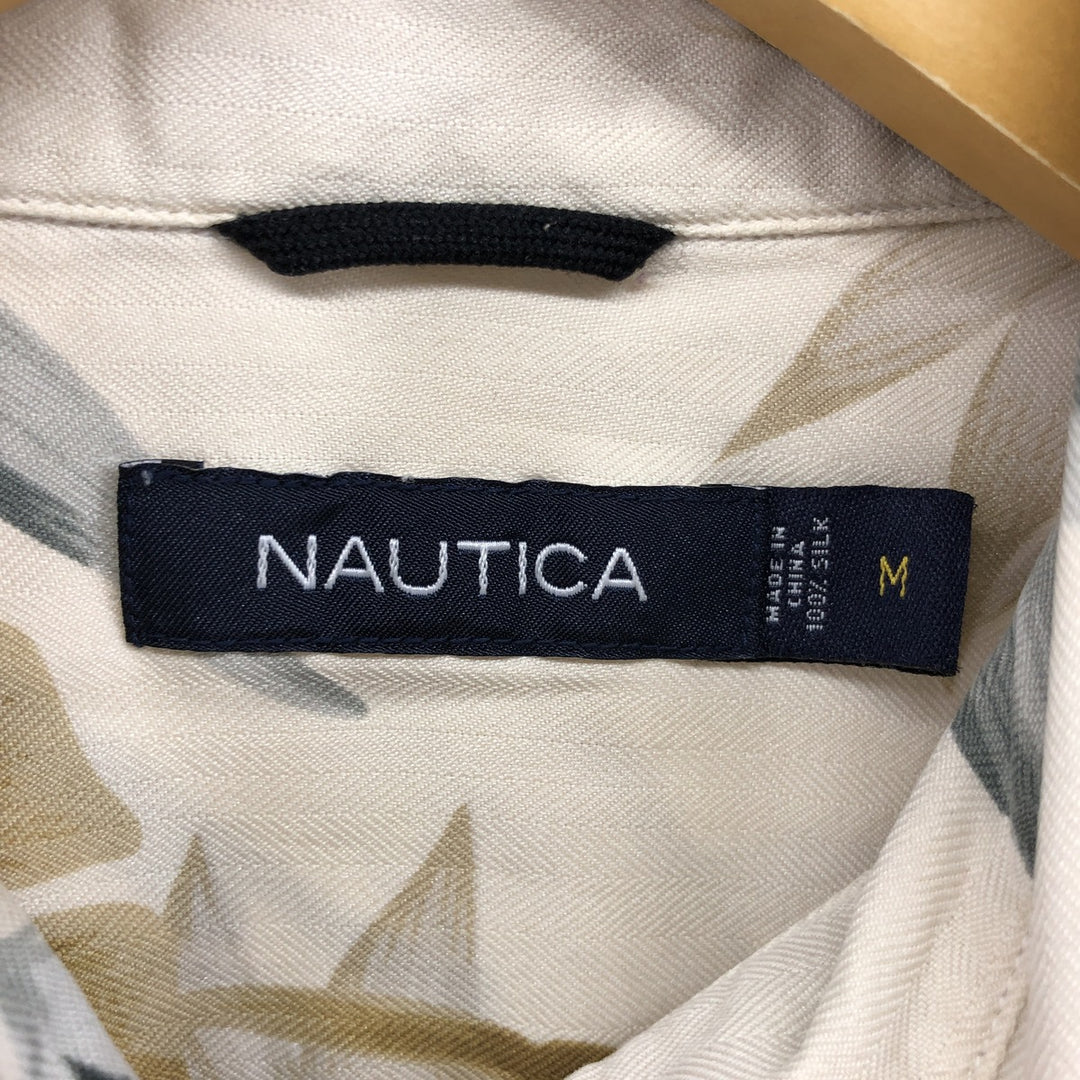 NAUTICA
MADE IN
CHINA
100% SILK
M